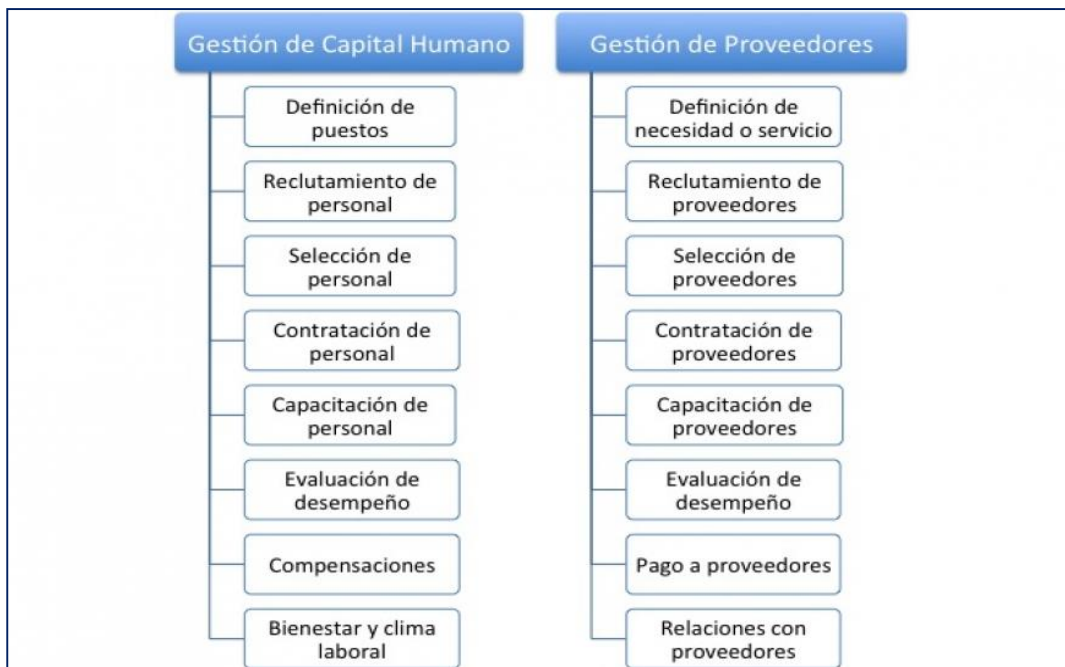 Gestión de Capital Humano
Definición de
puestos
Reclutamiento de
personal
Selección de
personal
Contratación de
personal
Capacitación de
personal
Evaluación de
desempeño
Compensaciones
Bienestar y clima
laboral
Gestión de Proveedores
Definición de
necesidad o servicio
Reclutamiento de
proveedores
Selección de
proveedores
Contratación de
proveedores
Capacitación de
proveedores
Evaluación de
desempeño
Pago a proveedores
Relaciones con
proveedores